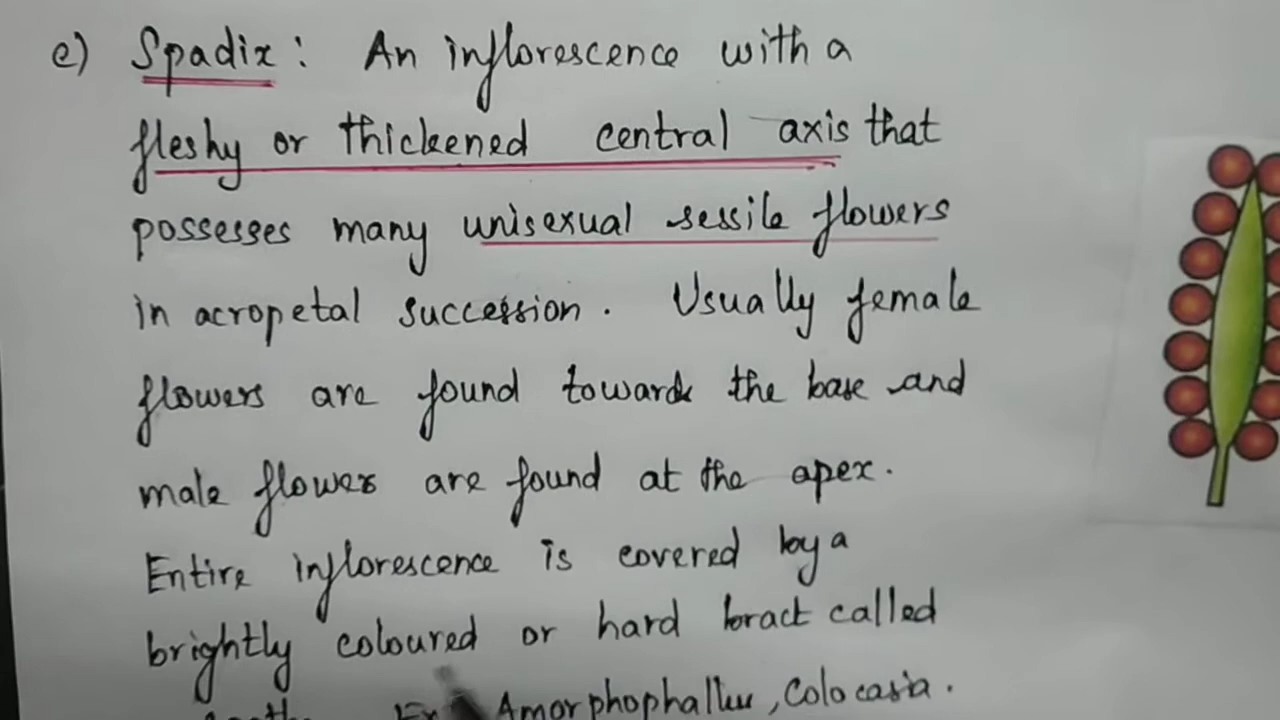 e) Spadix : An inflorescence with a
fleshy or thickened central axis that
possesses many unisexual sessile flowers
in acropetal succession. Usually female
flowers are found towards the base and
male flowers are found at the apex.
Entire inflorescence is covered by a
brightly coloured or hard bract called
Amorphophallus, Colocasia.